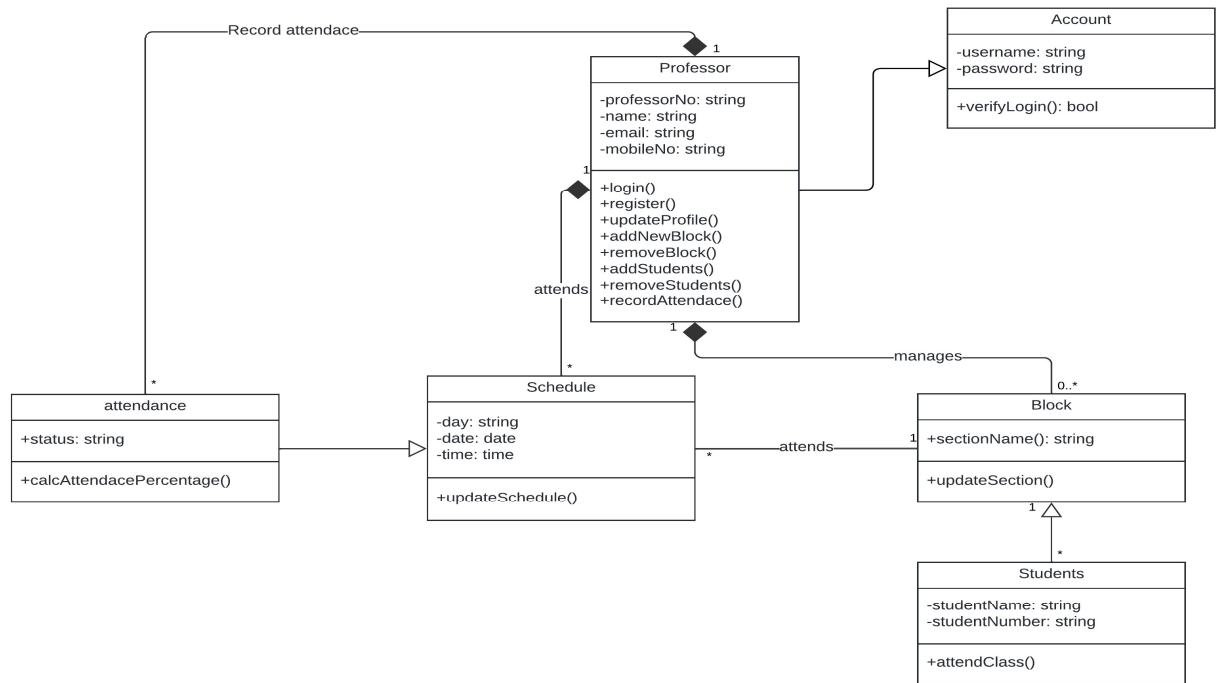 Record attendace
1
Account
-username: string
-password: string
+verifyLogin(): bool
Professor
-professorNo: string
-name: string
-email: string
-mobileNo: string
1
+login()
+register()
+updateProfile()
+addNewBlock()
+removeBlock()
+addStudents()
+removeStudents()
+recordAttendace()
attends
1
manages
*
*
0..*
attendance
+status: string
+calcAttendacePercentage()
Schedule
-day: string
-date: date
-time: time
+updateSchedule()
*
attends
1
Block
+sectionName(): string
+updateSection()
1
*
Students
-studentName: string
-studentNumber: string
+attendClass()